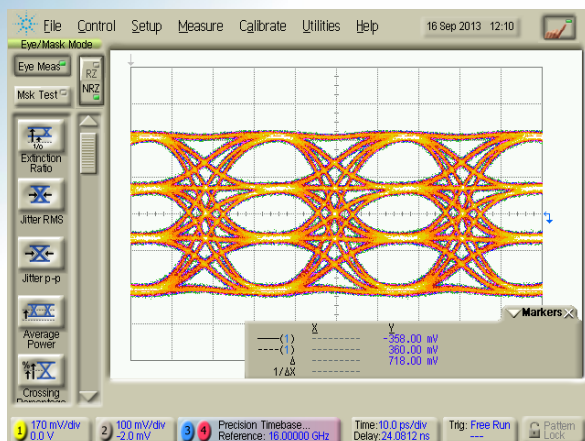 File Control Setup Measure Calibrate Utilities Help 16 Sep 2013 12:10
Eye/Mask Mode
Eye Meas
RZ
Msk Test
NRZ
1/0
Extinction
Ratio
Jitter RMS
Jitter p-p
Average
Power
Crossing
Markers
X Y
(1) --------- -358.00 mV
(1) --------- 360.00 mV
Δ --------- 718.00 mV
1/ΔX ---------
1 170 mV/div
0.0 V
2 100 mV/div
-2.0 mV
3 4 Precision Timebase...
Reference: 16.00000 GHz
Time:10.0 ps/div
Delay:24.0812 ns
Trig: Free Run
---
Pattern
Lock